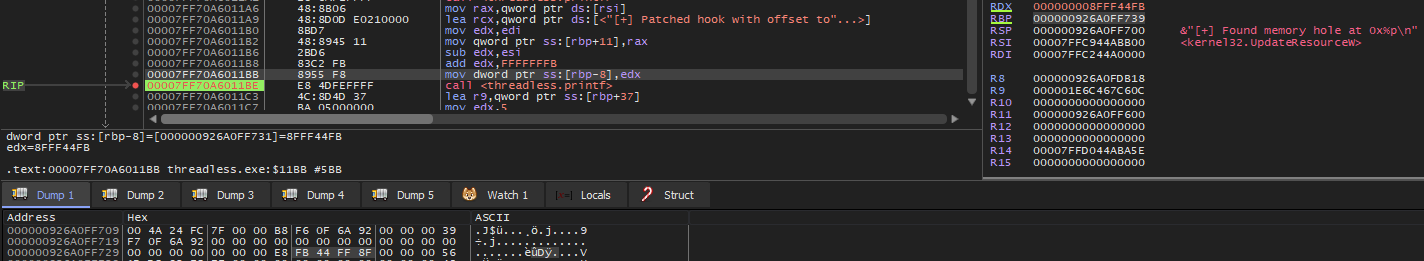 00007FF70A6011A6 48:8B06 mov rax,qword ptr ds:[rsi]
00007FF70A6011A9 48:8D0D E0210000 lea rcx,qword ptr ds:[<"[+] Patched hook with offset to"...>]
00007FF70A6011B0 8BD7 mov edx,edi
00007FF70A6011B2 48:8945 11 mov qword ptr ss:[rbp+11],rax
00007FF70A6011B6 2BD6 sub edx,esi
00007FF70A6011B8 83C2 FB add edx,FFFFFFFB
00007FF70A6011BB 8955 F8 mov dword ptr ss:[rbp-8],edx
RIP 00007FF70A6011BE E8 4DFEFFFF call <threadless.printf>
00007FF70A6011C3 4C:8D4D 37 lea r9,qword ptr ss:[rbp+37]
00007FF70A6011C7 BA 05000000 mov edx,5
RDX 000000008FFF44FB
RBP 000000926A0FF739
RSP 000000926A0FF700 &"[+] Found memory hole at 0x%p\n"
RSI 00007FFC944ABB00 <kernel32.UpdateResourceW>
RDI 00007FFC244A0000
R8 000000926A0FDB18
R9 000001E6C467C60C
R10 0000000000000000
R11 000000926A0FF600
R12 0000000000000000
R13 0000000000000000
R14 00007FFD044ABA5E
R15 0000000000000000
dword ptr ss:[rbp-8]=[000000926A0FF731]=8FFF44FB
edx=8FFF44FB
.text:00007FF70A6011BB threadless.exe:$11BB #5BB
Dump 1 Dump 2 Dump 3 Dump 4 Dump 5 Watch 1 Locals Struct
Address Hex ASCII
000000926A0FF709 00 4A 24 FC 7F 00 00 B8 F6 0F 6A 92 00 00 00 39 .J$ü...¸ö.j....9
000000926A0FF719 F7 0F 6A 92 00 00 00 00 00 00 00 00 00 00 00 00 ÷.j.............
000000926A0FF729 00 00 00 00 00 00 00 E8 FB 44 FF 8F 00 00 00 56 .......èûDÿ....V